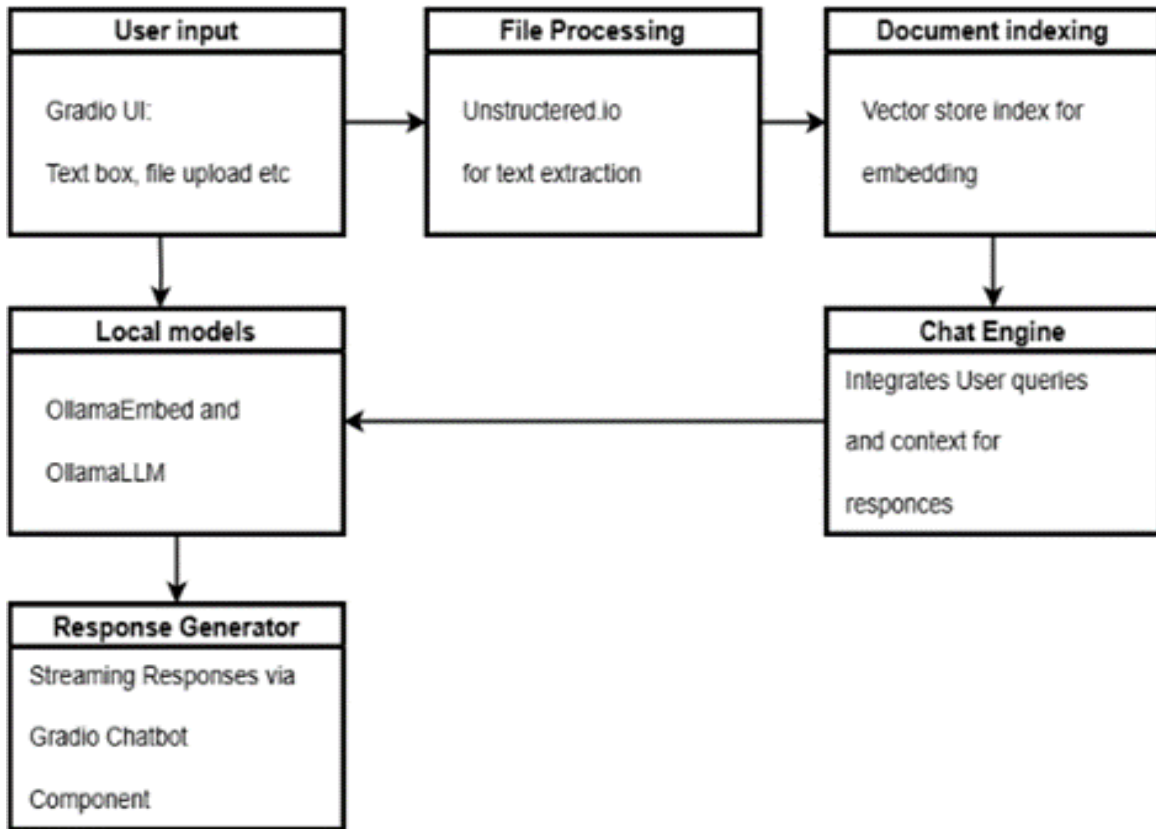 User input
Gradio UI:
Text box, file upload etc
File Processing
Unstructered.io
for text extraction
Document indexing
Vector store index for
embedding
Local models
OllamaEmbed and
OllamaLLM
Chat Engine
Integrates User queries
and context for
responces
Response Generator
Streaming Responses via
Gradio Chatbot
Component